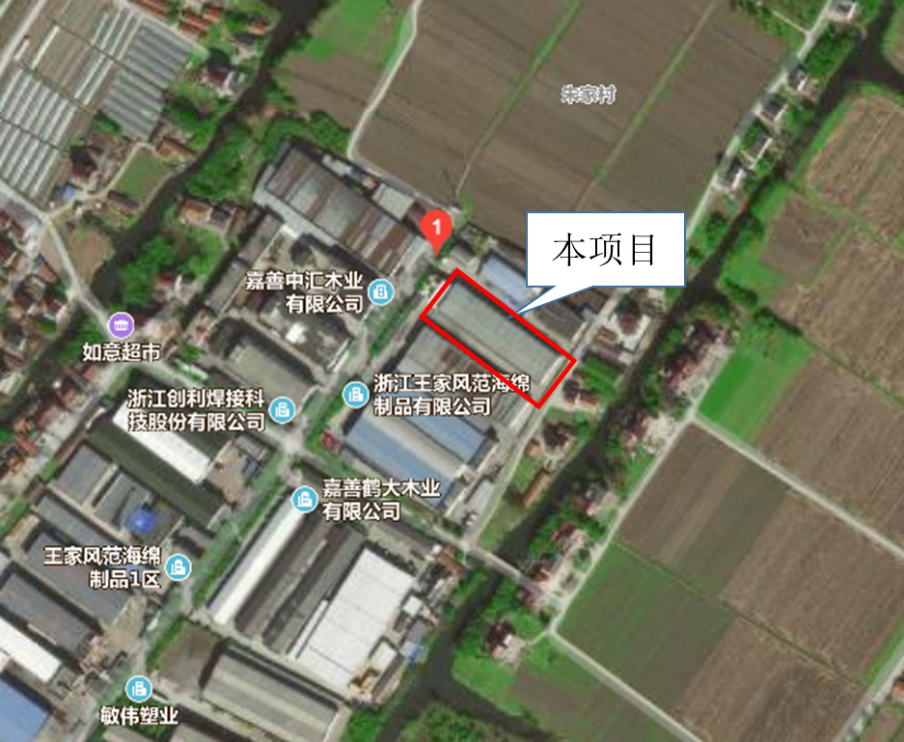 朱家村
1
本项目
嘉善中汇木业
有限公司
如意超市
浙江王家风范海绵
制品有限公司
浙江创利焊接科
技股份有限公司
嘉善鹤大木业
有限公司
王家风范海绵
制品1区
敏伟塑业